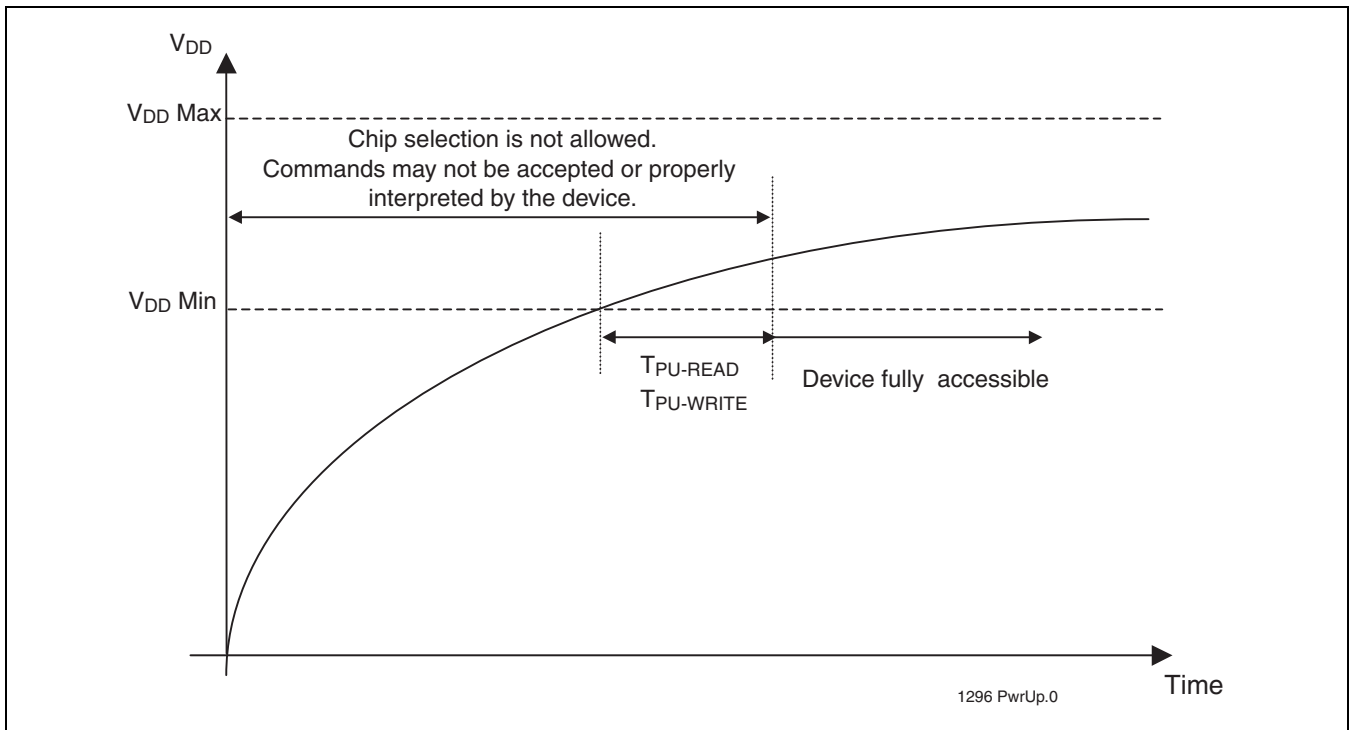 VDD
VDD Max
Chip selection is not allowed.
Commands may not be accepted or properly
interpreted by the device.
VDD Min
TPU-READ
TPU-WRITE
Device fully accessible
Time
1296 PwrUp.0